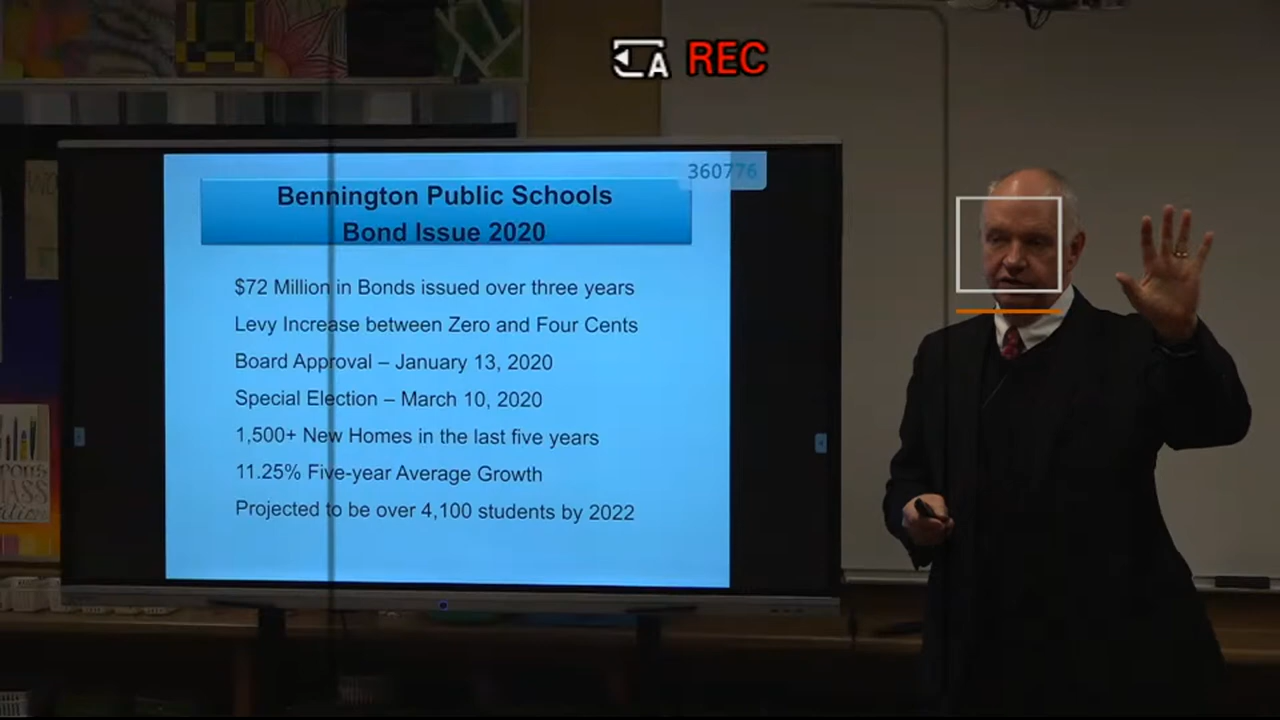 A REC
360776
Bennington Public Schools
Bond Issue 2020
$72 Million in Bonds issued over three years
Levy Increase between Zero and Four Cents
Board Approval – January 13, 2020
Special Election – March 10, 2020
1,500+ New Homes in the last five years
11.25% Five-year Average Growth
Projected to be over 4,100 students by 2022